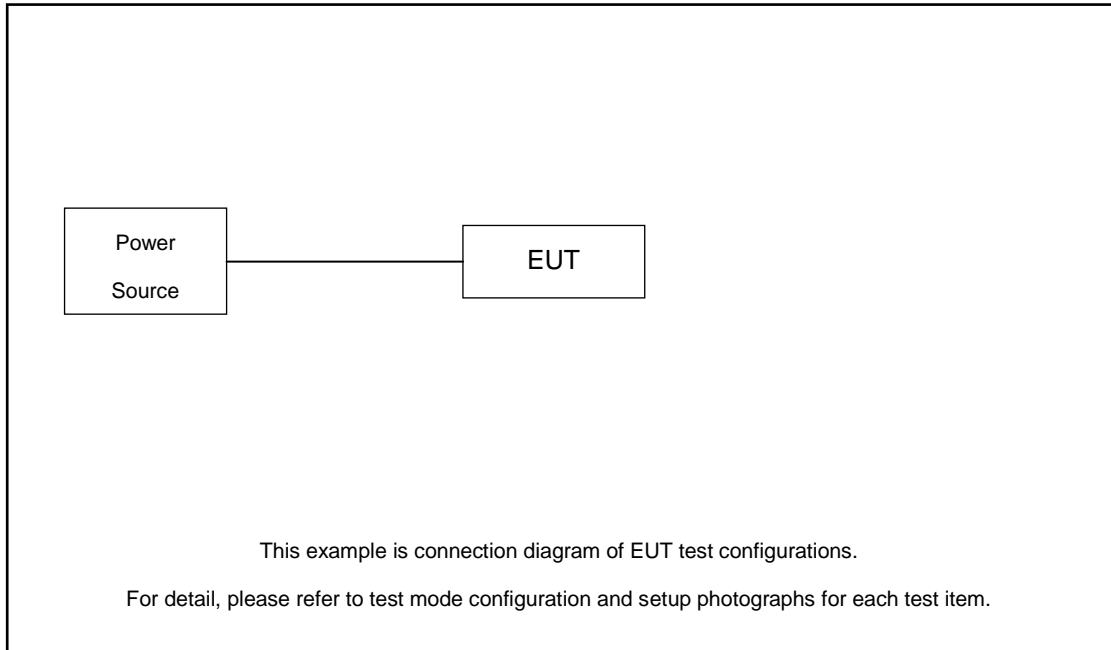 Power
Source
EUT
This example is connection diagram of EUT test configurations.
For detail, please refer to test mode configuration and setup photographs for each test item.